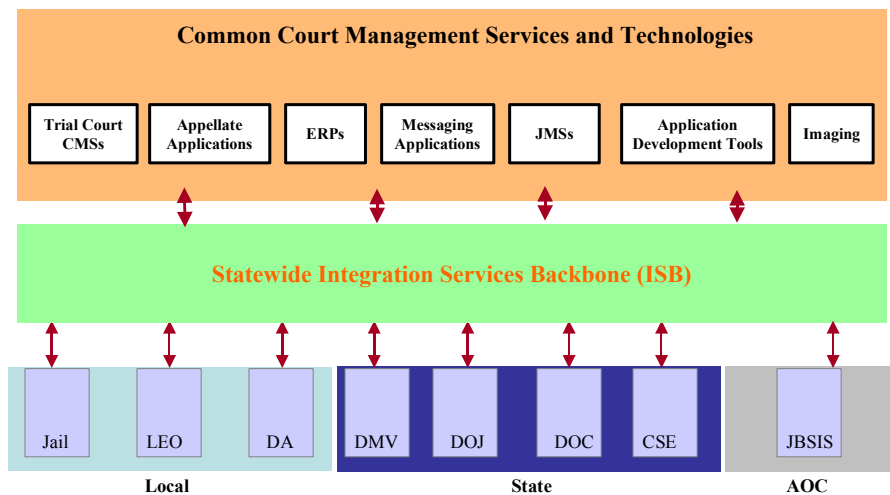 Common Court Management Services and Technologies
Trial Court
CMSs
Appellate
Applications
ERPs
Messaging
Applications
JMSs
Application
Development Tools
Imaging
Statewide Integration Services Backbone (ISB)
Jail
LEO
DA
DMV
DOJ
DOC
CSE
JBSIS
Local
State
AOC